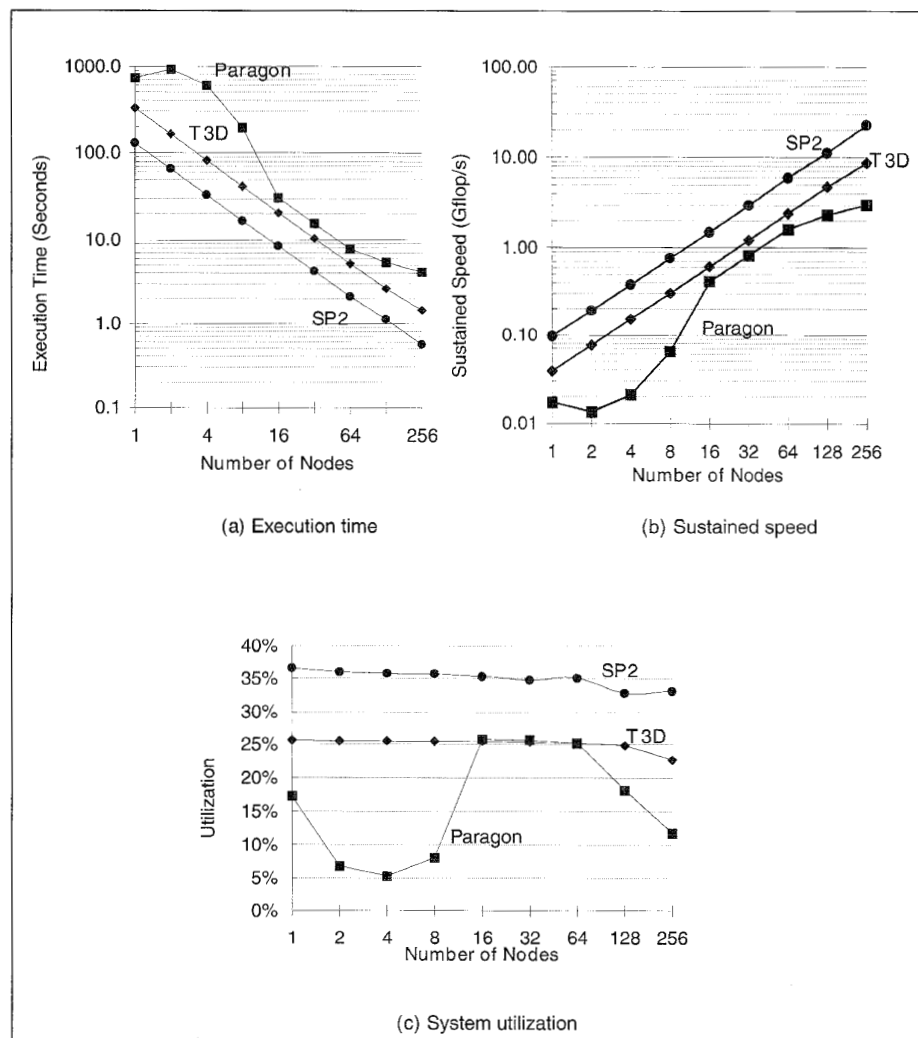 Execution Time (Seconds)
1000.0
100.0
10.0
1.0
0.1
Paragon
T3D
SP2
1 4 16 64 256
Number of Nodes
(a) Execution time
Sustained Speed (Gflop/s)
100.00
10.00
1.00
0.10
0.01
SP2
T3D
Paragon
1 2 4 8 16 32 64 128 256
Number of Nodes
(b) Sustained speed
Utilization
40%
35%
30%
25%
20%
15%
10%
5%
0%
SP2
T3D
Paragon
1 2 4 8 16 32 64 128 256
Number of Nodes
(c) System utilization